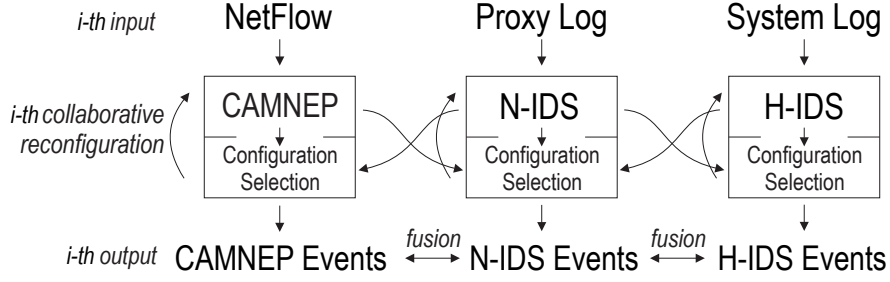 i-th input
NetFlow
Proxy Log
System Log
i-th collaborative
reconfiguration
CAMNEP
N-IDS
H-IDS
Configuration
Selection
Configuration
Selection
Configuration
Selection
i-th output
CAMNEP Events
fusion
N-IDS Events
fusion
H-IDS Events